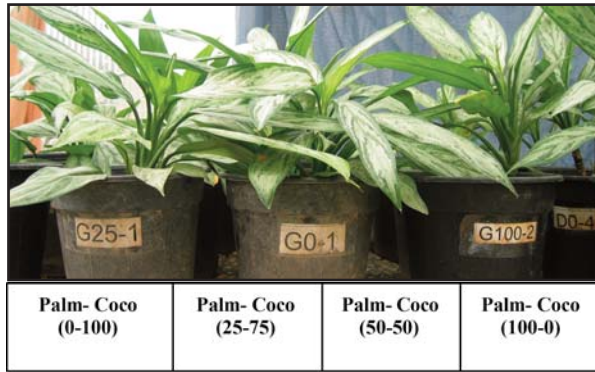 G25-1
G0-1
G100-2
D0-4
Palm- Coco
(0-100)
Palm- Coco
(25-75)
Palm- Coco
(50-50)
Palm- Coco
(100-0)